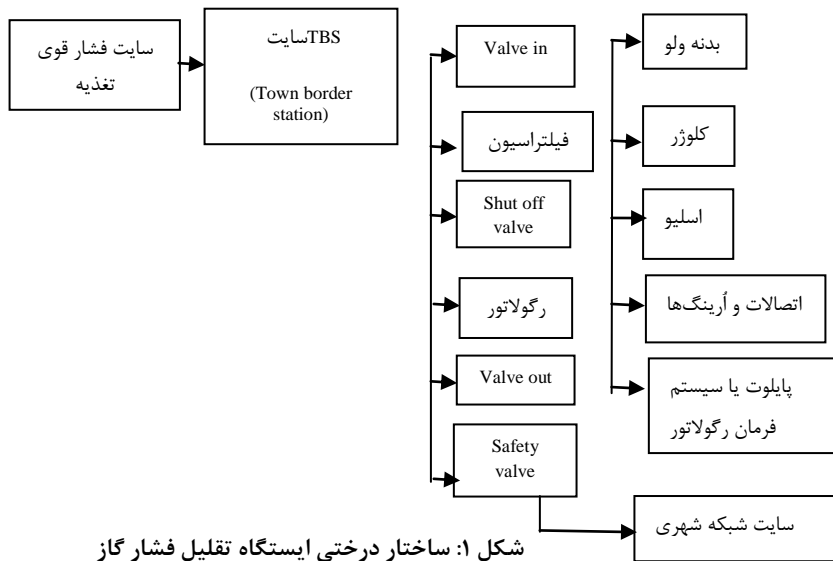 سایت فشار قوی
تغذیه
سایتTBS
(Town border
station)
Valve in
فیلتراسیون
Shut off
valve
رگولاتور
Valve out
Safety
valve
بدنه ولو
کلوژر
اسلیو
اتصالات و اُرینگ‌ها
پایلوت یا سیستم
فرمان رگولاتور
سایت شبکه شهری
شکل ۱: ساختار درختی ایستگاه تقلیل فشار گاز